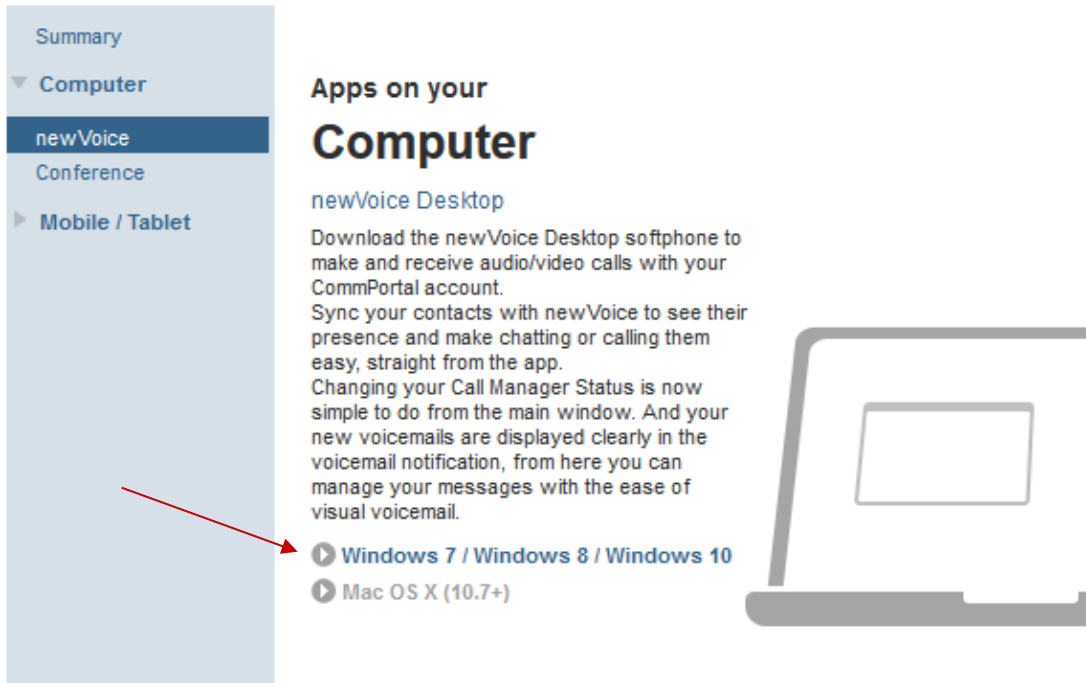 Summary
Computer
newVoice
Conference
Mobile / Tablet
Apps on your
Computer
newVoice Desktop
Download the newVoice Desktop softphone to
make and receive audio/video calls with your
CommPortal account.
Sync your contacts with newVoice to see their
presence and make chatting or calling them
easy, straight from the app.
Changing your Call Manager Status is now
simple to do from the main window. And your
new voicemails are displayed clearly in the
voicemail notification, from here you can
manage your messages with the ease of
visual voicemail.
Windows 7 / Windows 8 / Windows 10
Mac OS X (10.7+)